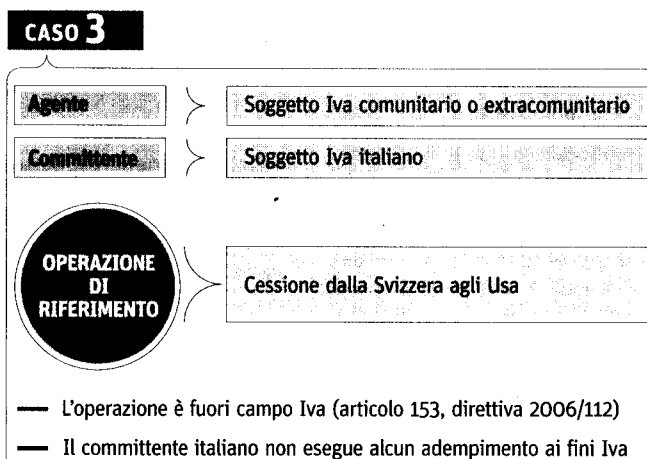 CASO 3
Agente
Soggetto Iva comunitario o extracomunitario
Committente
Soggetto Iva italiano
OPERAZIONE
DI
RIFERIMENTO
Cessione dalla Svizzera agli Usa
— L'operazione è fuori campo Iva (articolo 153, direttiva 2006/112)
— Il committente italiano non esegue alcun adempimento ai fini Iva